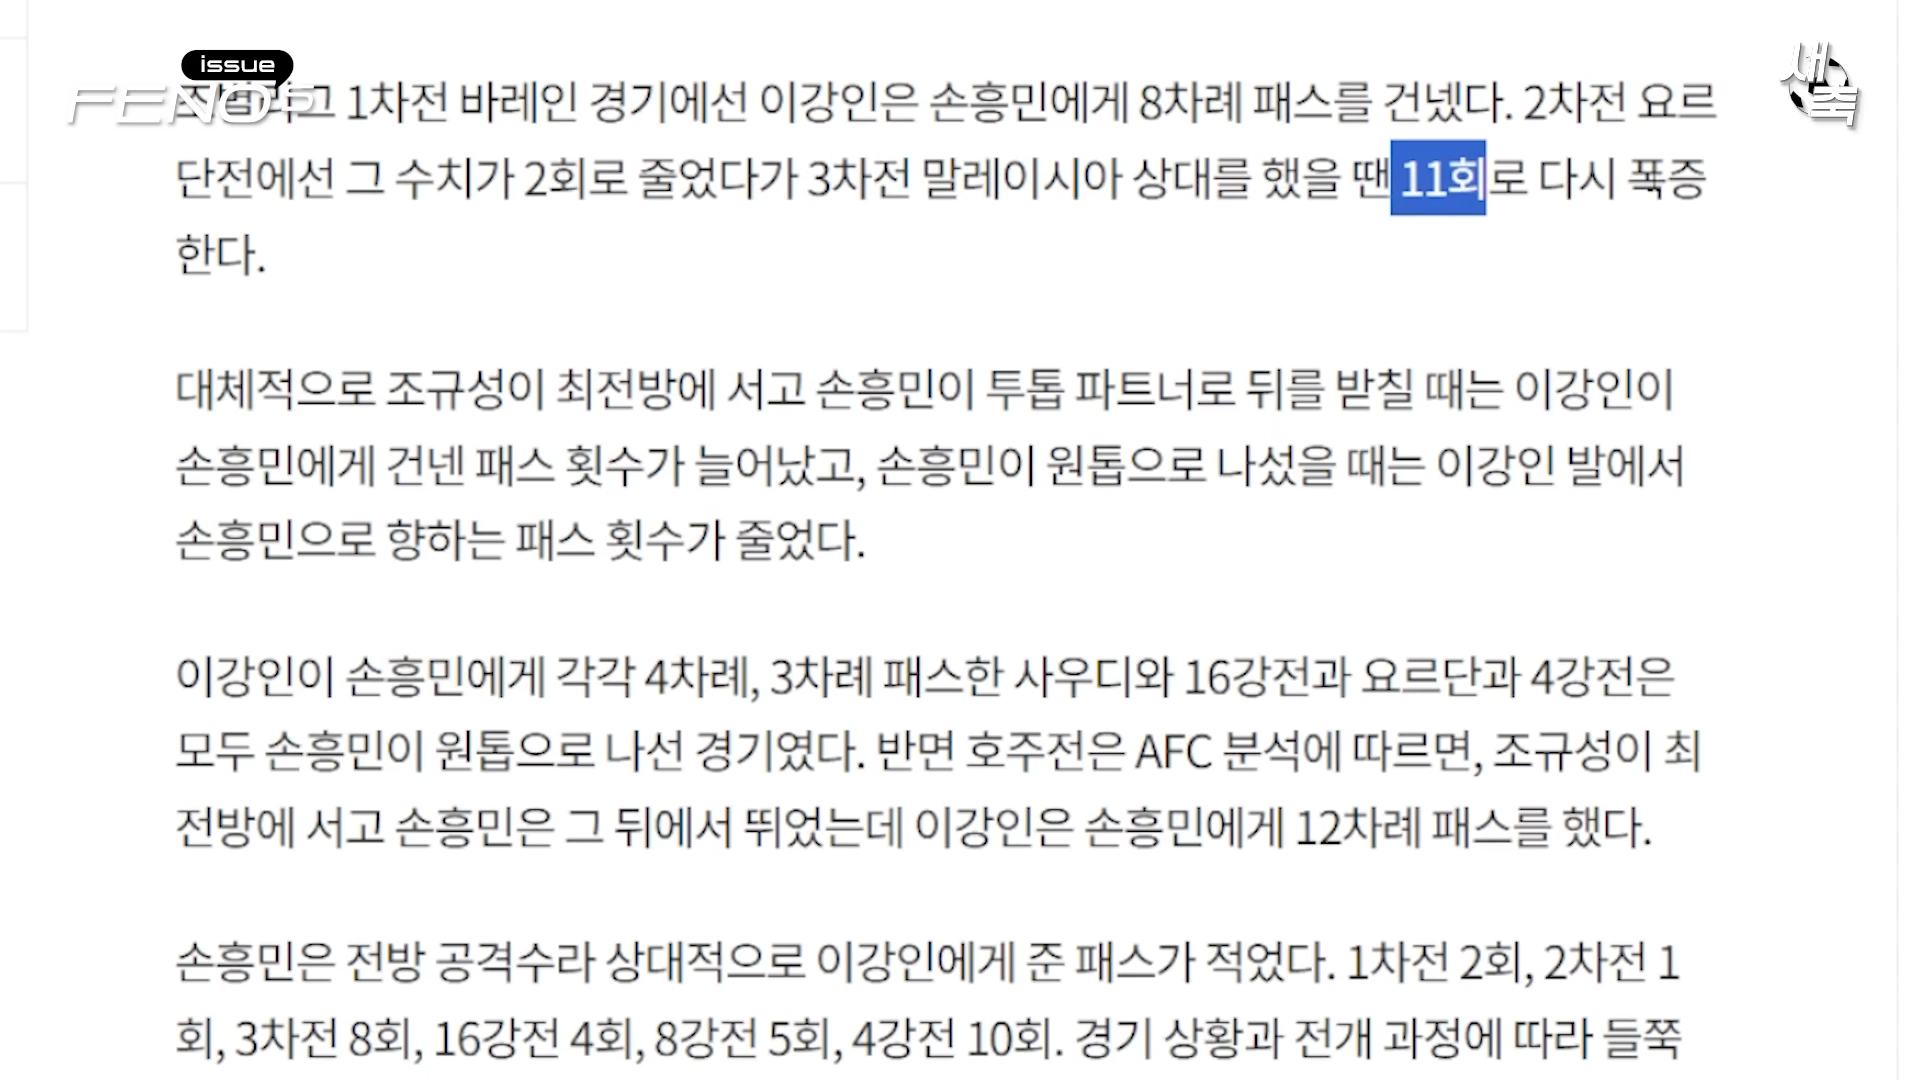 issue
FENO5
1차전 바레인 경기에선 이강인은 손흥민에게 8차례 패스를 건넸다. 2차전 요르
단전에선 그 수치가 2회로 줄었다가 3차전 말레이시아 상대를 했을 땐 11회로 다시 폭증
한다.
대체적으로 조규성이 최전방에 서고 손흥민이 투톱 파트너로 뒤를 받칠 때는 이강인이
손흥민에게 건넨 패스 횟수가 늘어났고, 손흥민이 원톱으로 나섰을 때는 이강인 발에서
손흥민으로 향하는 패스 횟수가 줄었다.
이강인이 손흥민에게 각각 4차례, 3차례 패스한 사우디와 16강전과 요르단과 4강전은
모두 손흥민이 원톱으로 나선 경기였다. 반면 호주전은 AFC 분석에 따르면, 조규성이 최
전방에 서고 손흥민은 그 뒤에서 뛰었는데 이강인은 손흥민에게 12차례 패스를 했다.
손흥민은 전방 공격수라 상대적으로 이강인에게 준 패스가 적었다. 1차전 2회, 2차전 1
회, 3차전 8회, 16강전 4회, 8강전 5회, 4강전 10회. 경기 상황과 전개 과정에 따라 들쭉
새축